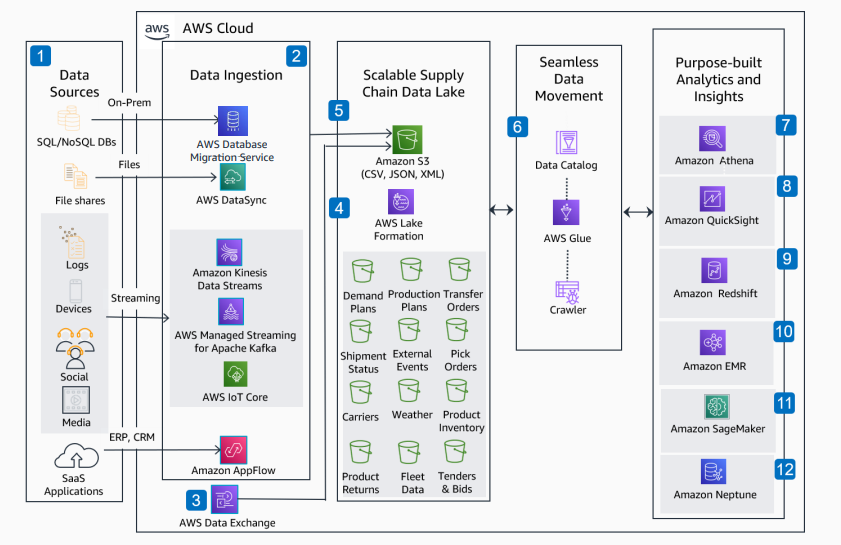 aws
AWS Cloud
1
Data
Sources
SQL/NoSQL DBs
File shares
Logs
Devices
Social
Media
SaaS
Applications
On-Prem
Files
Streaming
ERP, CRM
2
Data Ingestion
AWS Database
Migration Service
AWS DataSync
Amazon Kinesis
Data Streams
AWS Managed Streaming
for Apache Kafka
AWS IoT Core
Amazon AppFlow
3
AWS Data Exchange
Scalable Supply
Chain Data Lake
5
Amazon S3
(CSV, JSON, XML)
4
AWS Lake
Formation
Demand
Plans
Production
Plans
Transfer
Orders
Shipment
Status
External
Events
Pick
Orders
Carriers
Weather
Product
Inventory
Product
Returns
Fleet
Data
Tenders
& Bids
Seamless
Data
Movement
6
Data Catalog
AWS Glue
Crawler
Purpose-built
Analytics and
Insights
7
Amazon Athena
8
Amazon QuickSight
9
Amazon Redshift
10
Amazon EMR
11
Amazon SageMaker
12
Amazon Neptune